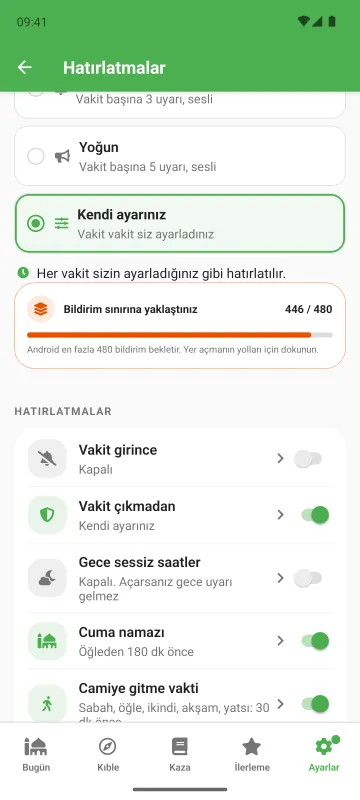 09:41
Hatırlatmalar
Vakit başına 3 uyarı, sesli
Yoğun
Vakit başına 5 uyarı, sesli
Kendi ayarınız
Vakit vakit siz ayarladınız
Her vakit sizin ayarladığınız gibi hatırlatılır.
Bildirim sınırına yaklaştınız 446 / 480
Android en fazla 480 bildirim bekletir. Yer açmanın yolları için dokunun.
HATIRLATMALAR
Vakit girince
Kapalı
Vakit çıkmadan
Kendi ayarınız
Gece sessiz saatler
Kapalı. Açarsanız gece uyarı
gelmez
Cuma namazı
Öğleden 180 dk önce
Camiye gitme vakti
Sabah, öğle, ikindi, akşam, yatsı: 30
dk önce
Bugün
Kıble
Kaza
İlerleme
Ayarlar